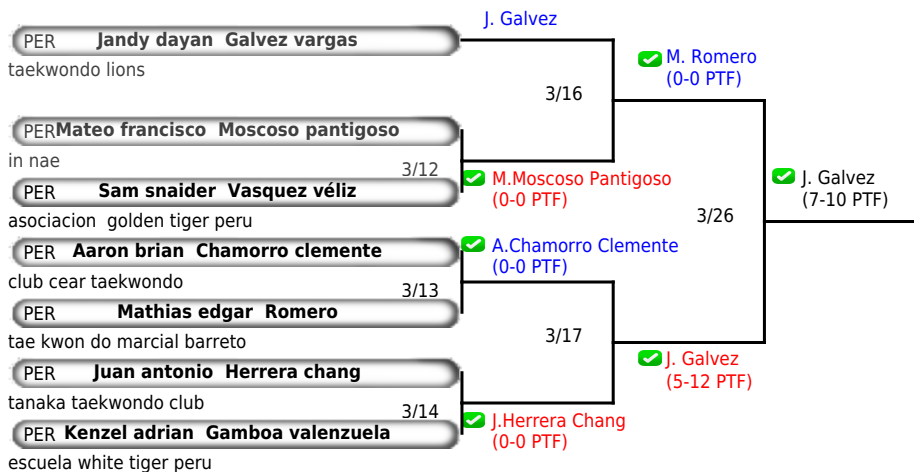 J. Galvez
PER Jandy dayan Galvez vargas
taekwondo lions
M. Romero
(0-0 PTF)
3/16
PER Mateo francisco Moscoso pantigoso
in nae
3/12
M.Moscoso Pantigoso
(0-0 PTF)
PER Sam snaider Vasquez véliz
asociacion golden tiger peru
J. Galvez
(7-10 PTF)
3/26
PER Aaron brian Chamorro clemente
club cear taekwondo
A.Chamorro Clemente
(0-0 PTF)
3/13
PER Mathias edgar Romero
tae kwon do marcial barreto
3/17
J. Galvez
(5-12 PTF)
PER Juan antonio Herrera chang
tanaka taekwondo club
3/14
J.Herrera Chang
(0-0 PTF)
PER Kenzel adrian Gamboa valenzuela
escuela white tiger peru